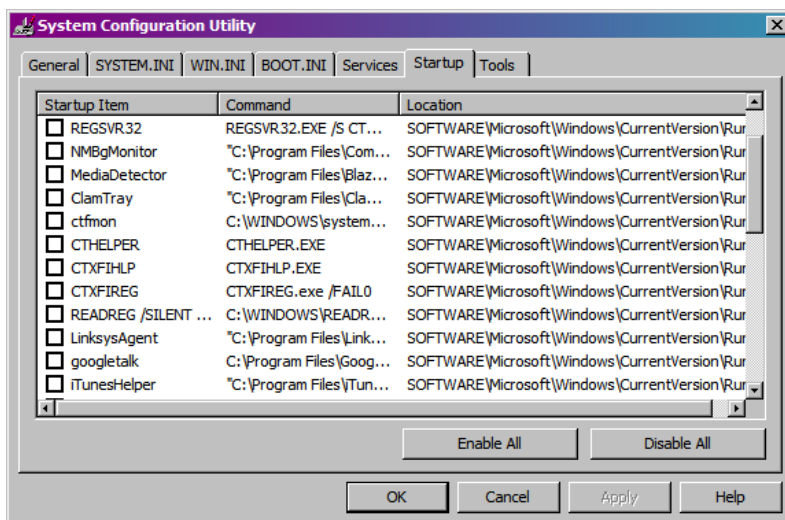 System Configuration Utility
General SYSTEM.INI WIN.INI BOOT.INI Services Startup Tools
Startup Item Command Location
REGSVR32 REGSVR32.EXE /S CT... SOFTWARE\Microsoft\Windows\CurrentVersion\Rur
NMBgMonitor "C:\Program Files\Com... SOFTWARE\Microsoft\Windows\CurrentVersion\Rur
MediaDetector "C:\Program Files\Blaz... SOFTWARE\Microsoft\Windows\CurrentVersion\Rur
ClamTray "C:\Program Files\Cla... SOFTWARE\Microsoft\Windows\CurrentVersion\Rur
ctfmon C:\WINDOWS\system... SOFTWARE\Microsoft\Windows\CurrentVersion\Rur
CTHELPER CTHELPER.EXE SOFTWARE\Microsoft\Windows\CurrentVersion\Rur
CTXFIHLP CTXFIHLP.EXE SOFTWARE\Microsoft\Windows\CurrentVersion\Rur
CTXFIREG CTXFIREG.exe /FAIL0 SOFTWARE\Microsoft\Windows\CurrentVersion\Rur
READREG /SILENT ... C:\WINDOWS\READR... SOFTWARE\Microsoft\Windows\CurrentVersion\Rur
LinksysAgent "C:\Program Files\Link... SOFTWARE\Microsoft\Windows\CurrentVersion\Rur
googletalk C:\Program Files\Goog... SOFTWARE\Microsoft\Windows\CurrentVersion\Rur
iTunesHelper "C:\Program Files\iTun... SOFTWARE\Microsoft\Windows\CurrentVersion\Rur
Enable All Disable All
OK Cancel Apply Help